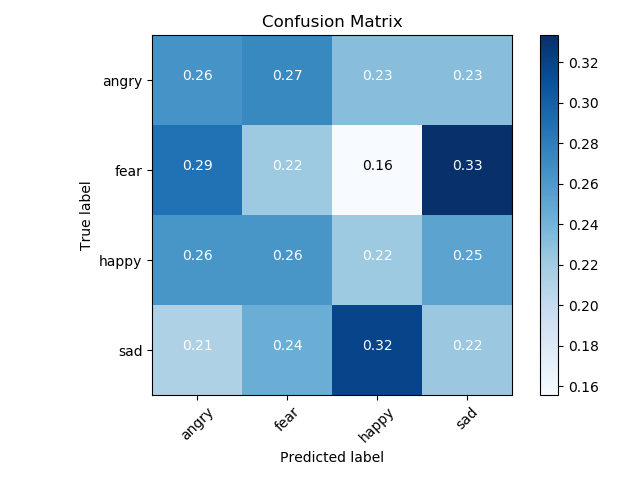 Confusion Matrix
angry 0.26 0.27 0.23 0.23
fear 0.29 0.22 0.16 0.33
happy 0.26 0.26 0.22 0.25
sad 0.21 0.24 0.32 0.22
True label
angry fear happy sad
Predicted label
0.32
0.30
0.28
0.26
0.24
0.22
0.20
0.18
0.16